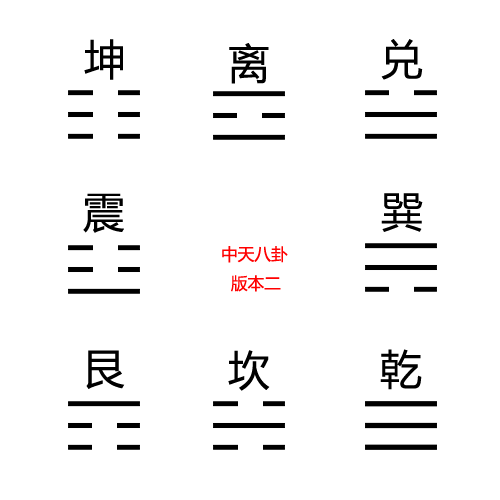 坤 离 兑
震 巽
中天八卦
版本二
艮 坎 乾